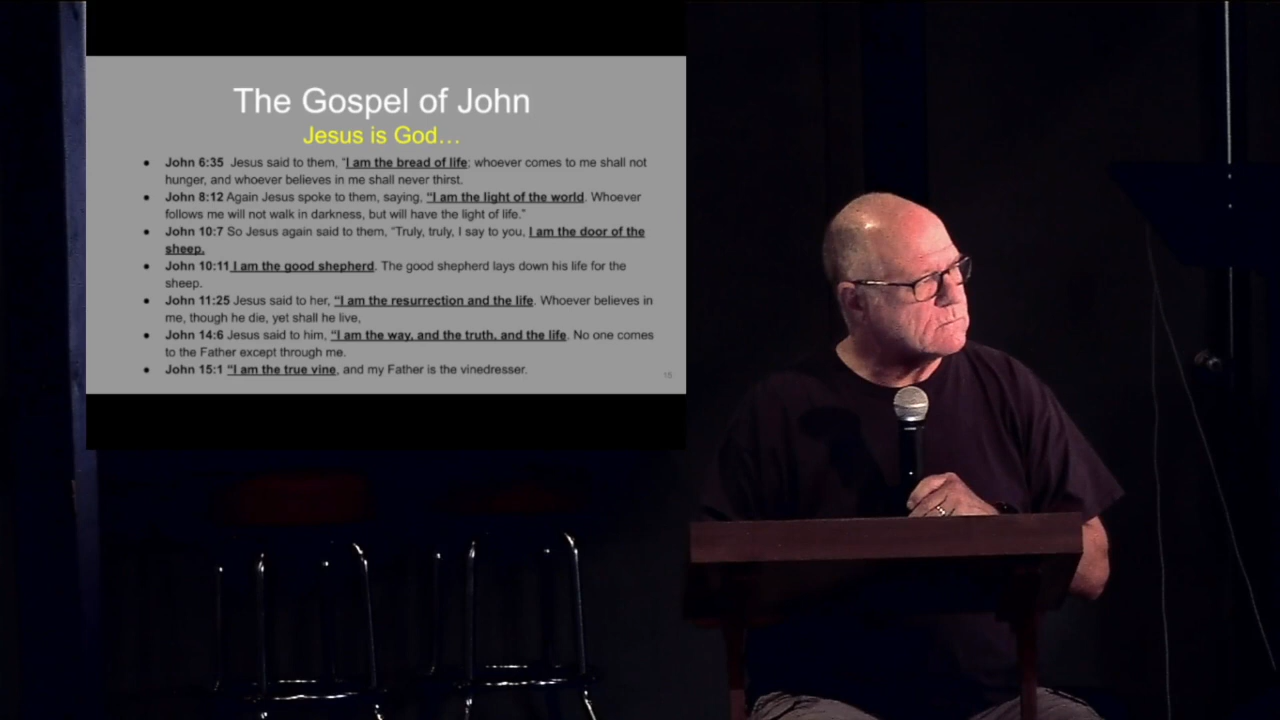 The Gospel of John
Jesus is God...
• John 6:35  Jesus said to them, “I am the bread of life; whoever comes to me shall not
hunger, and whoever believes in me shall never thirst.
• John 8:12 Again Jesus spoke to them, saying, “I am the light of the world. Whoever
follows me will not walk in darkness, but will have the light of life.”
• John 10:7 So Jesus again said to them, “Truly, truly, I say to you, I am the door of the
sheep.
• John 10:11 I am the good shepherd. The good shepherd lays down his life for the
sheep.
• John 11:25 Jesus said to her, “I am the resurrection and the life. Whoever believes in
me, though he die, yet shall he live,
• John 14:6 Jesus said to him, “I am the way, and the truth, and the life. No one comes
to the Father except through me.
• John 15:1 “I am the true vine, and my Father is the vinedresser.
15